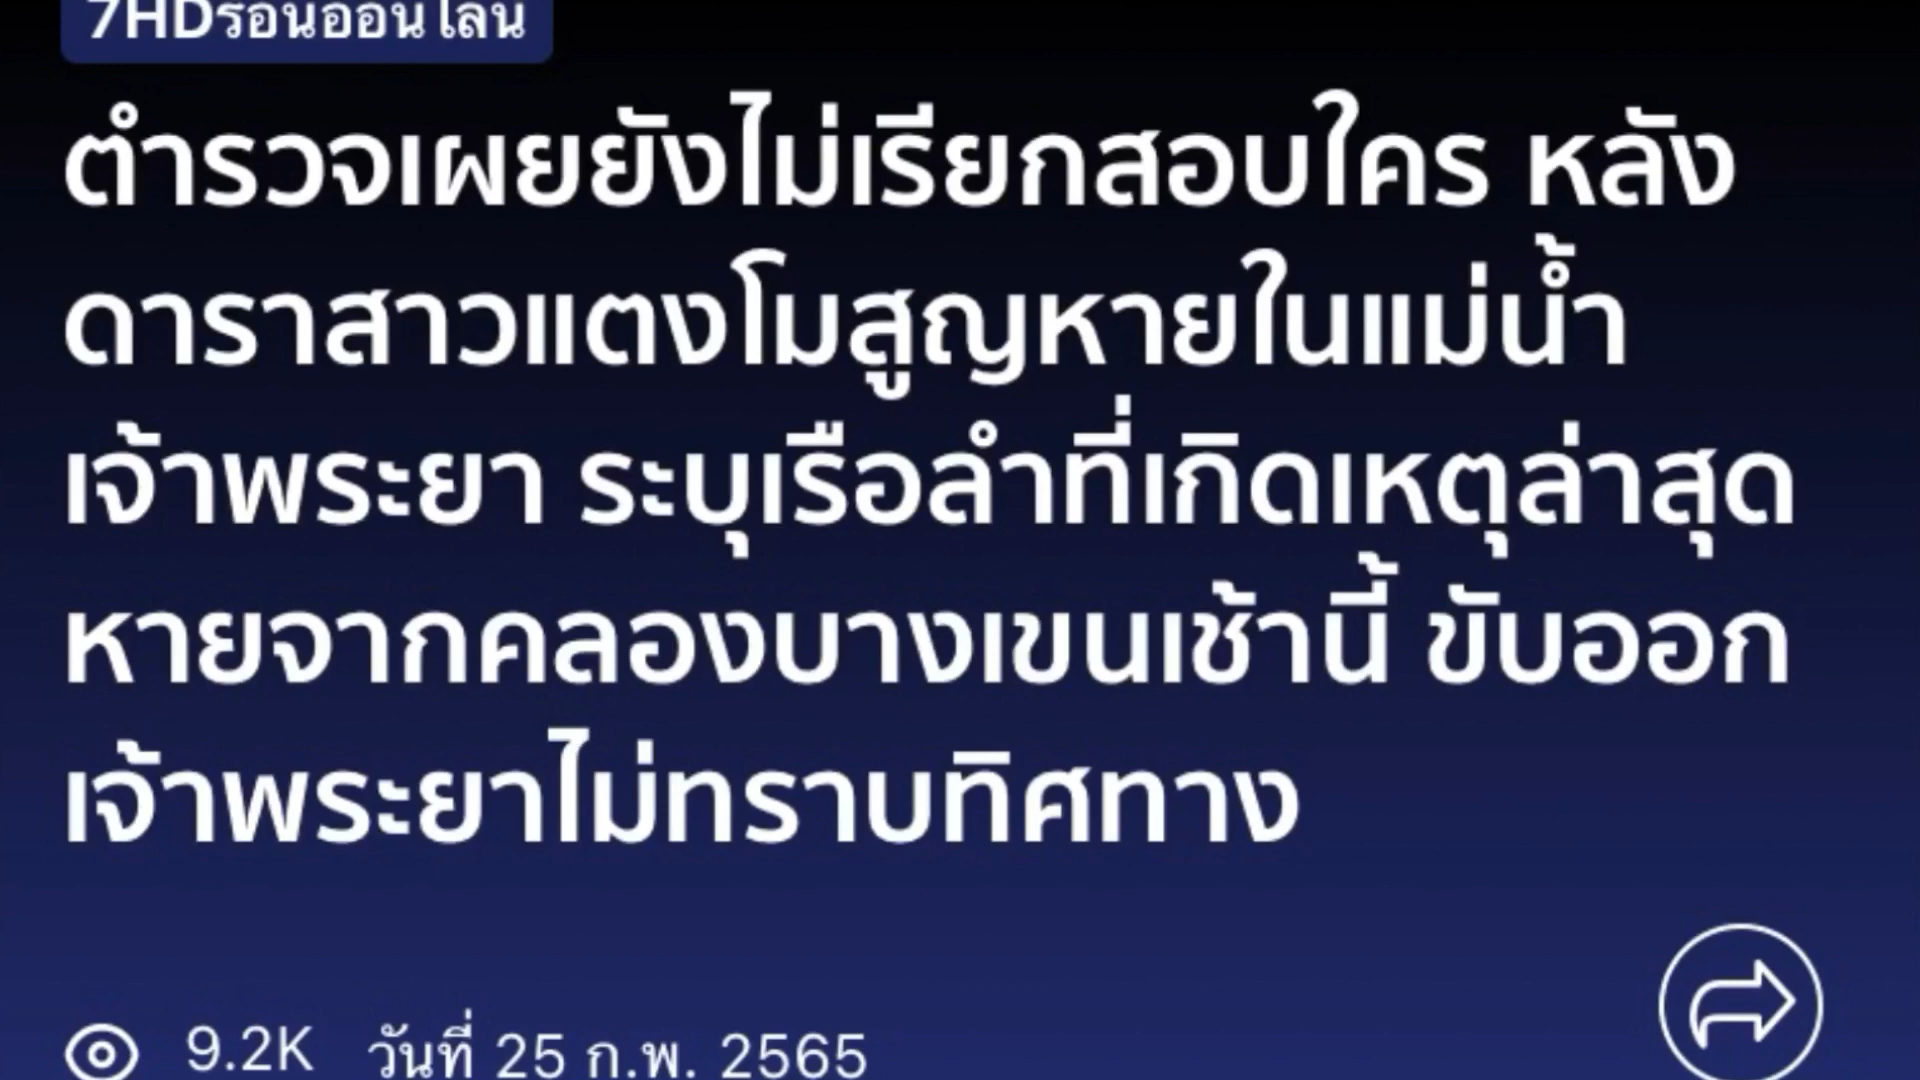 7HDร้อนออนไลน์
ตำรวจเผยยังไม่เรียกสอบใคร หลัง
ดาราสาวแตงโมสูญหายในแม่น้ำ
เจ้าพระยา ระบุเรือลำที่เกิดเหตุล่าสุด
หายจากคลองบางเขนเช้านี้ ขับออก
เจ้าพระยาไม่ทราบทิศทาง
9.2K วันที่ 25 ก.พ. 2565